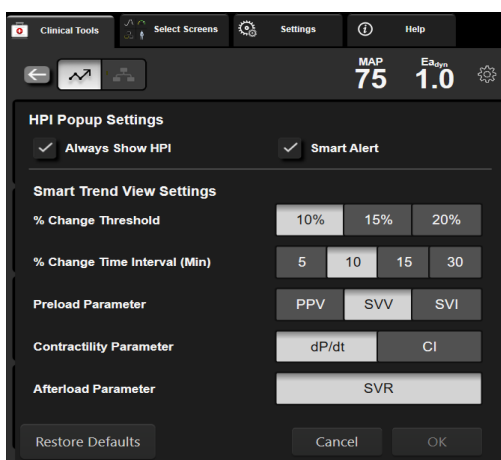 Clinical Tools Select Screens Settings Help
MAP Eadyn
75 1.0
HPI Popup Settings
Always Show HPI Smart Alert
Smart Trend View Settings
% Change Threshold 10% 15% 20%
% Change Time Interval (Min) 5 10 15 30
Preload Parameter PPV SVV SVI
Contractility Parameter dP/dt CI
Afterload Parameter SVR
Restore Defaults Cancel OK